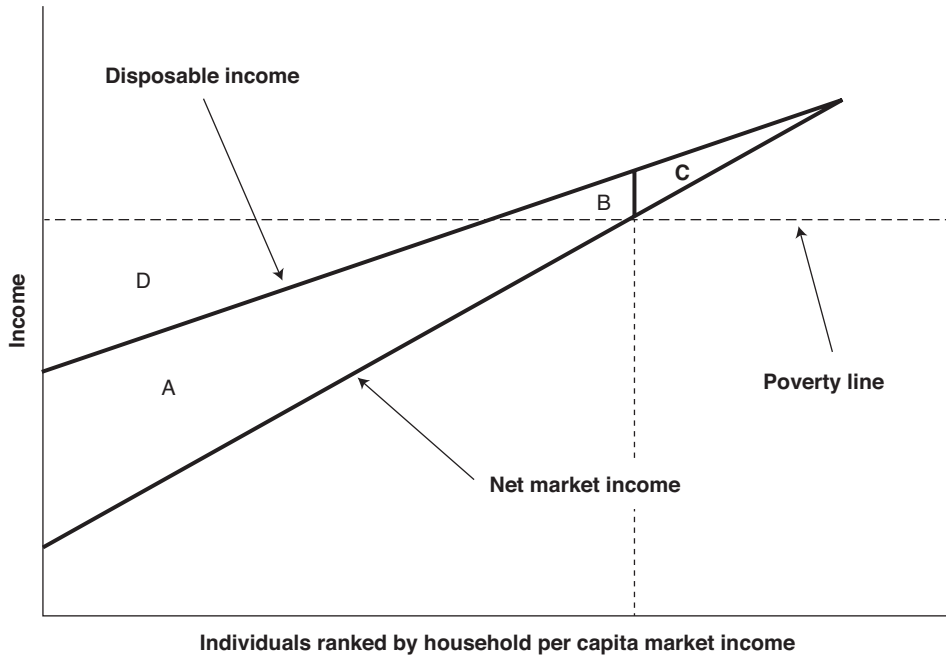 Disposable income
C
B
D
Income
A
Poverty line
Net market income
Individuals ranked by household per capita market income